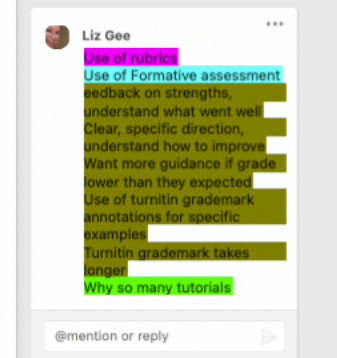 Liz Gee
Use of rubrics
Use of Formative assessment
eedback on strengths,
understand what went well
Clear, specific direction,
understand how to improve
Want more guidance if grade
lower than they expected
Use of turnitin grademark
annotations for specific
examples
Turnitin grademark takes
longer
Why so many tutorials
@mention or reply